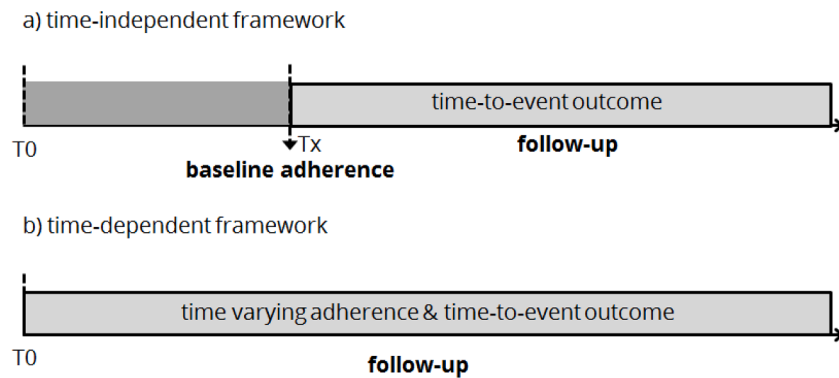 a) time-independent framework
time-to-event outcome
T0
Tx
follow-up
baseline adherence
b) time-dependent framework
time varying adherence & time-to-event outcome
T0
follow-up